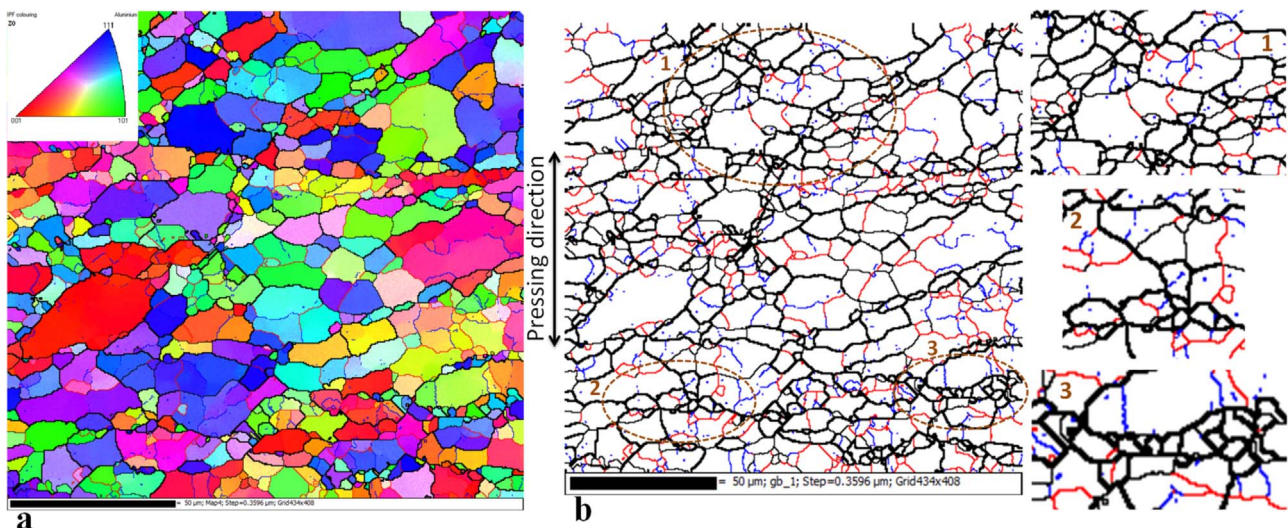 IPF colouring
Z0
Aluminium
111
001
101
= 50 µm; Map4; Step=0.3596 µm; Grid434x408
a
Pressing direction
1
2
3
= 50 µm; gb_1; Step=0.3596 µm; Grid434x408
b
1
2
3